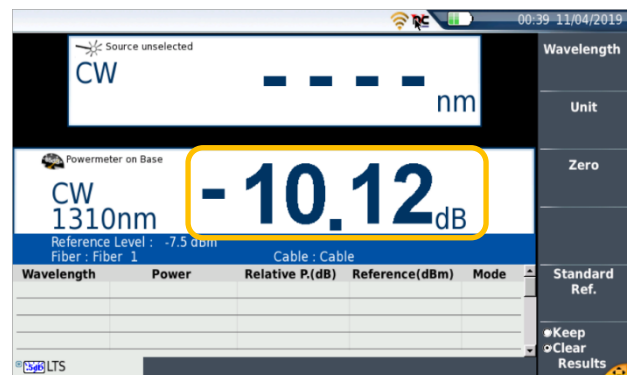 00:39 11/04/2019
Source unselected
CW
- - - - nm
Powermeter on Base
CW
1310nm
-10.12 dB
Reference Level : -7.5 dBm
Fiber : Fiber 1 Cable : Cable
Wavelength Power Relative P.(dB) Reference(dBm) Mode
LTS
Wavelength
Unit
Zero
Standard
Ref.
Keep
Clear
Results